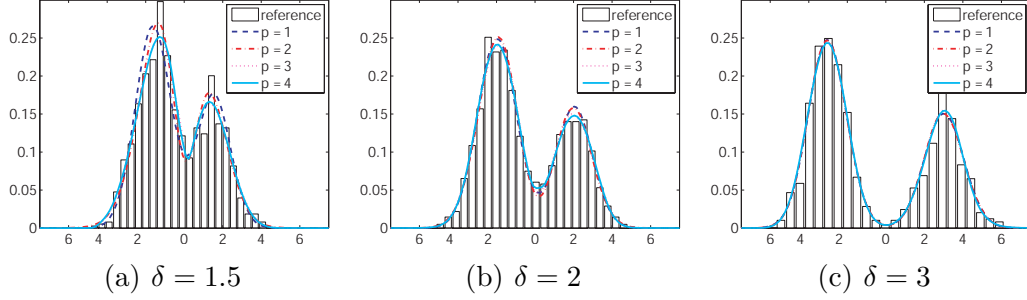 0.25
0.2
0.15
0.1
0.05
0
6 4 2 0 2 4 6
reference
p = 1
p = 2
p = 3
p = 4
(a) δ = 1.5
0.25
0.2
0.15
0.1
0.05
0
6 4 2 0 2 4 6
reference
p = 1
p = 2
p = 3
p = 4
(b) δ = 2
0.25
0.2
0.15
0.1
0.05
0
6 4 2 0 2 4 6
reference
p = 1
p = 2
p = 3
p = 4
(c) δ = 3